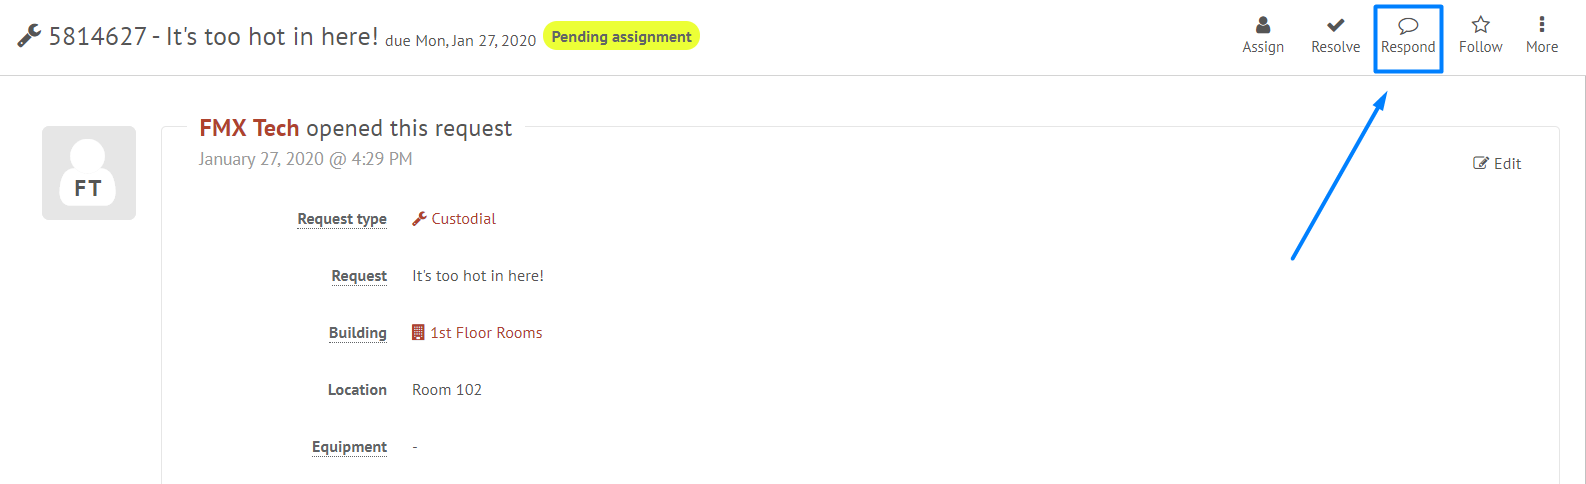 5814627 - It's too hot in here! due Mon, Jan 27, 2020 Pending assignment
Assign Resolve Respond Follow More
FMX Tech opened this request
January 27, 2020 @ 4:29 PM
FT
Edit
Request type Custodial
Request It's too hot in here!
Building 1st Floor Rooms
Location Room 102
Equipment -